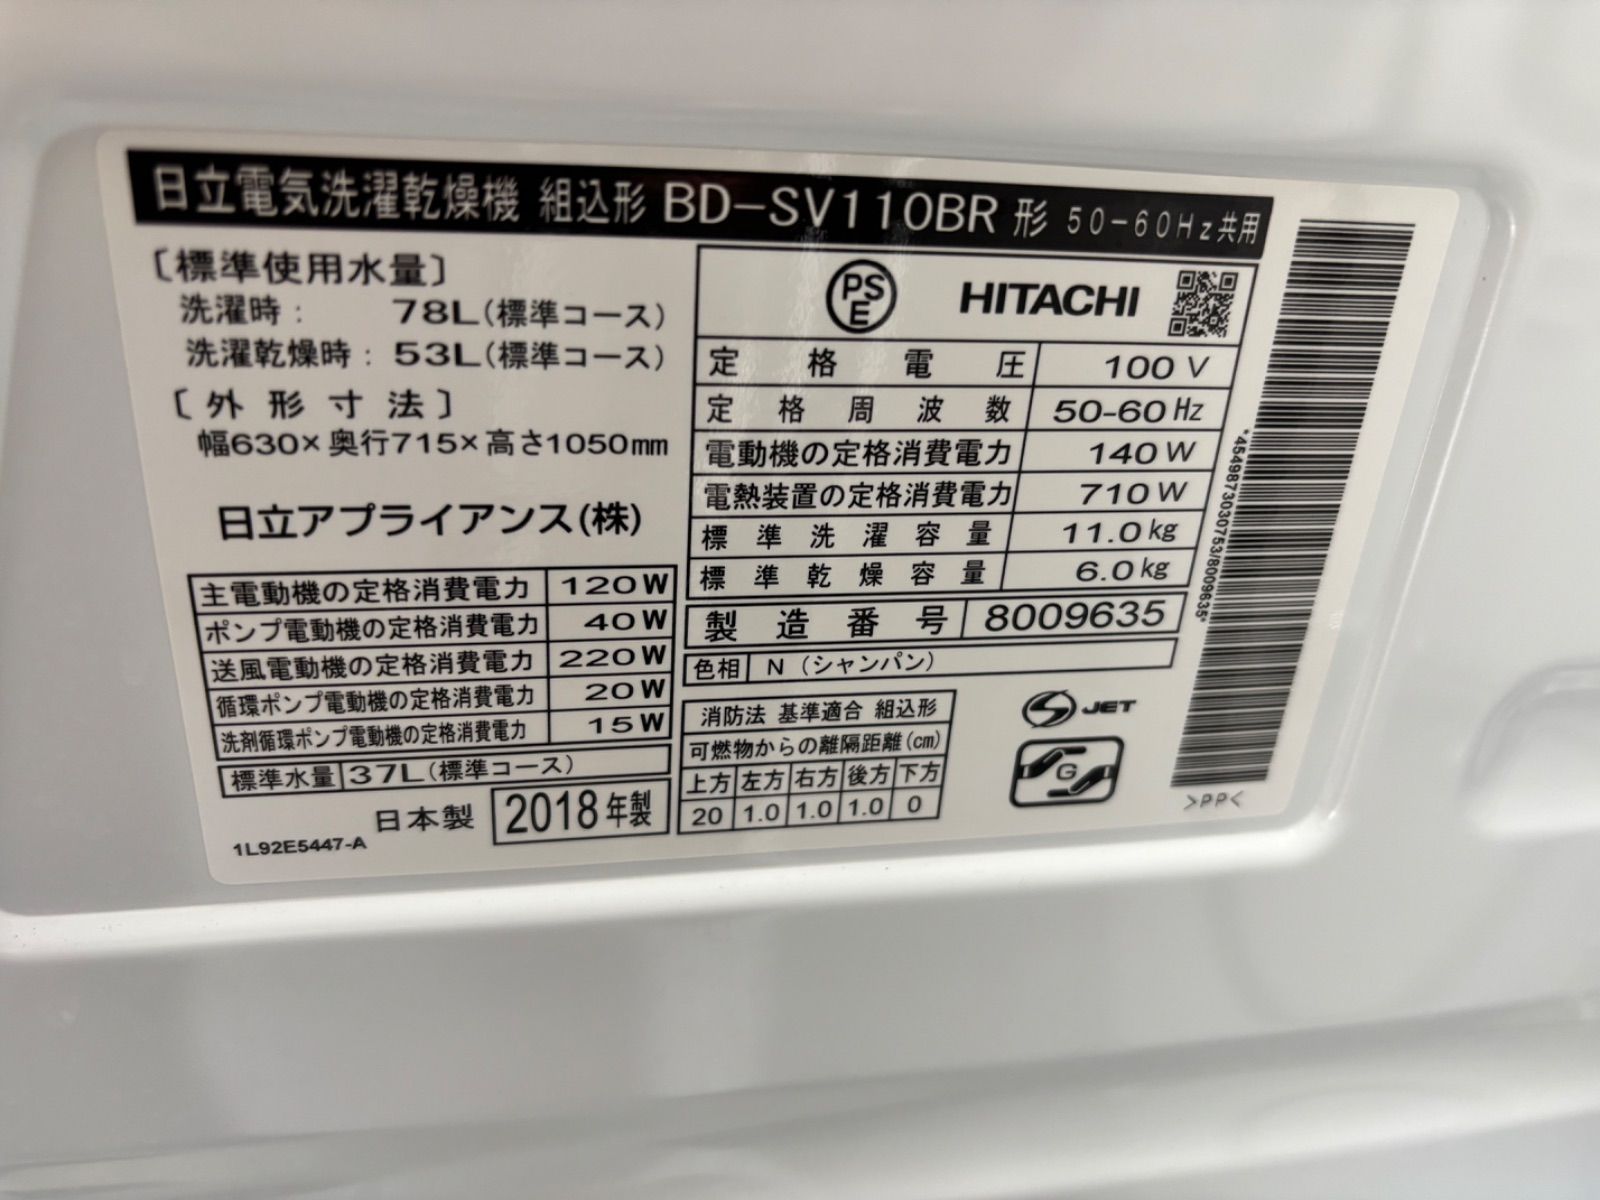 日立電気洗濯乾燥機 組込形 BD-SV110BR 形 50-60Hz共用
〔標準使用水量〕
洗濯時: 78L(標準コース)
洗濯乾燥時: 53L(標準コース)
〔外形寸法〕
幅630×奥行715×高さ1050mm
日立アプライアンス(株)
主電動機の定格消費電力 120W
ポンプ電動機の定格消費電力 40W
送風電動機の定格消費電力 220W
循環ポンプ電動機の定格消費電力 20W
洗剤循環ポンプ電動機の定格消費電力 15W
標準水量 37L(標準コース)
日本製 2018年製
1L92E5447-A
PSE HITACHI
定格電圧 100V
定格周波数 50-60Hz
電動機の定格消費電力 140W
電熱装置の定格消費電力 710W
標準洗濯容量 11.0kg
標準乾燥容量 6.0kg
製造番号 8009635
色相 N (シャンパン)
消防法 基準適合 組込形
可燃物からの離隔距離(cm)
上方 左方 右方 後方 下方
20 1.0 1.0 1.0 0
S JET
G
*4549873030753/8009635*
>PP<